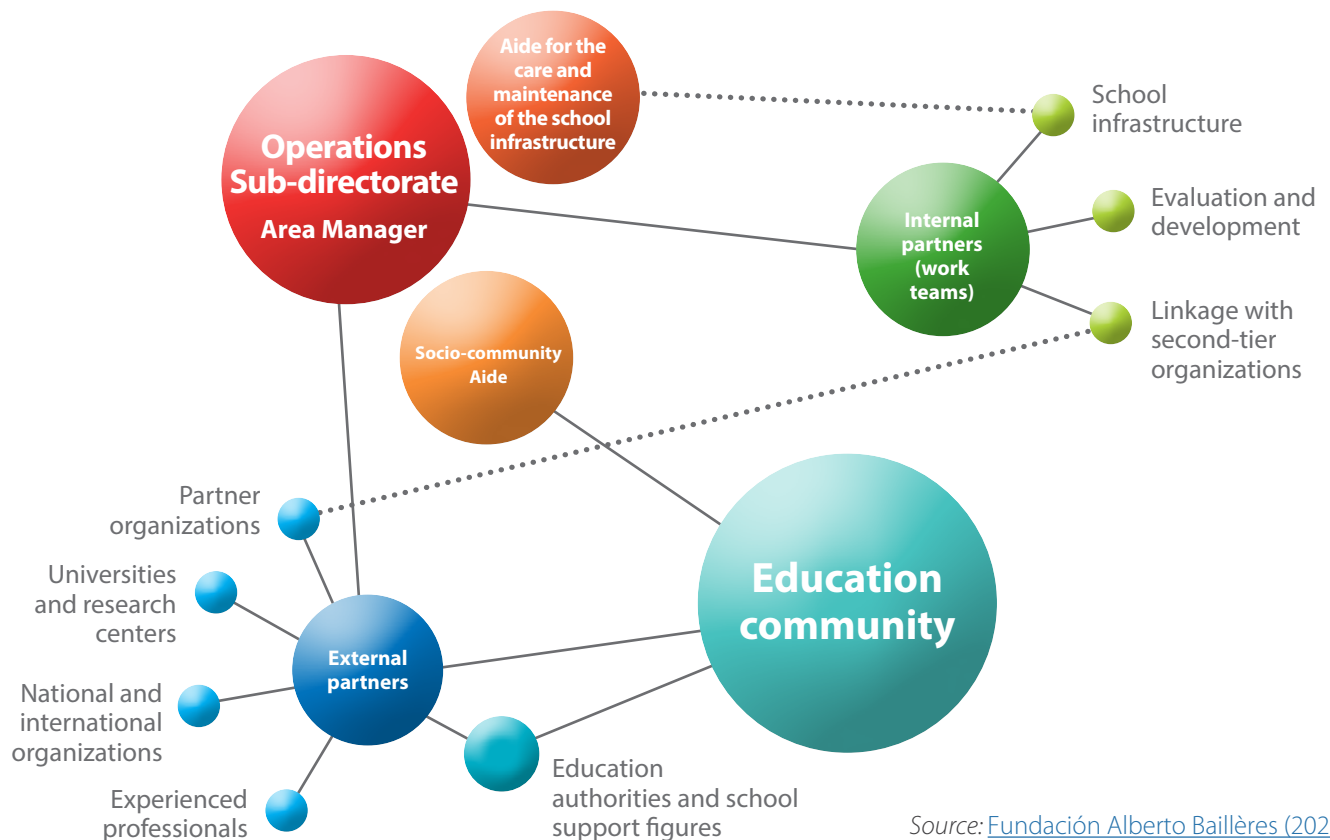 Aide for the
care and
maintenance
of the school
infrastructure
Operations
Sub-directorate
Area Manager
School
infrastructure
Internal
partners
(work
teams)
Evaluation and
development
Linkage with
second-tier
organizations
Socio-community
Aide
Partner
organizations
Universities
and research
centers
National and
international
organizations
Experienced
professionals
External
partners
Education
community
Education
authorities and school
support figures
Source: Fundación Alberto Baillères (202